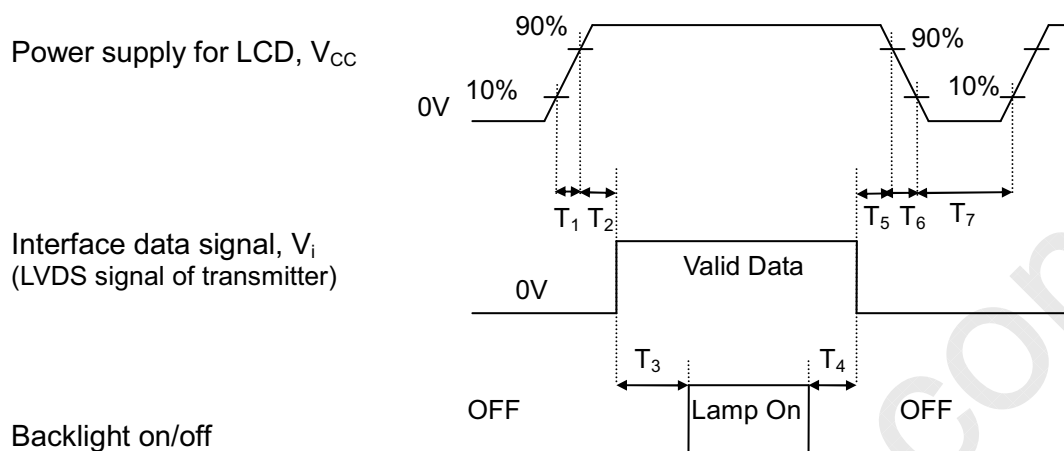 Power supply for LCD, VCC
90%
10%
0V
90%
10%
T1 T2
T5 T6 T7
Interface data signal, Vi
(LVDS signal of transmitter)
Valid Data
0V
T3
T4
OFF
Lamp On
OFF
Backlight on/off